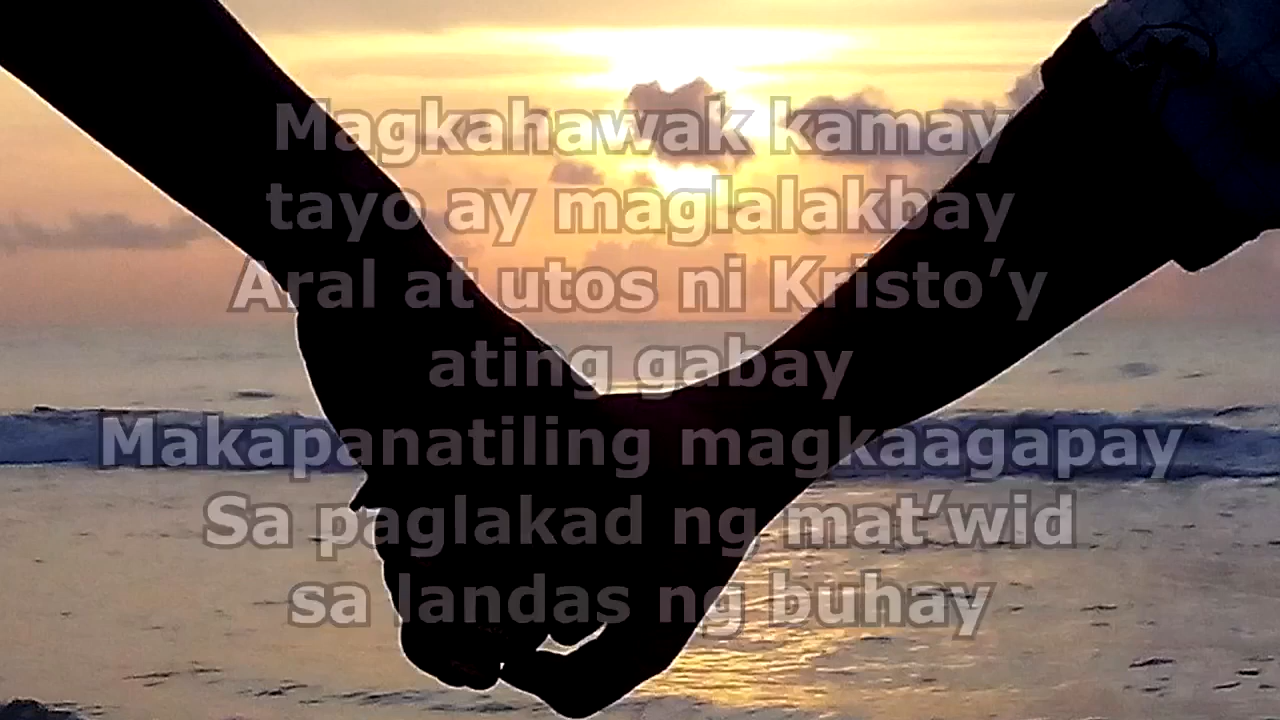 Magkahawak kamay
tayo ay maglalakbay
Aral at utos ni Kristo’y
ating gabay
Makapanatiling magkaagapay
Sa paglakad ng mat’wid
sa landas ng buhay